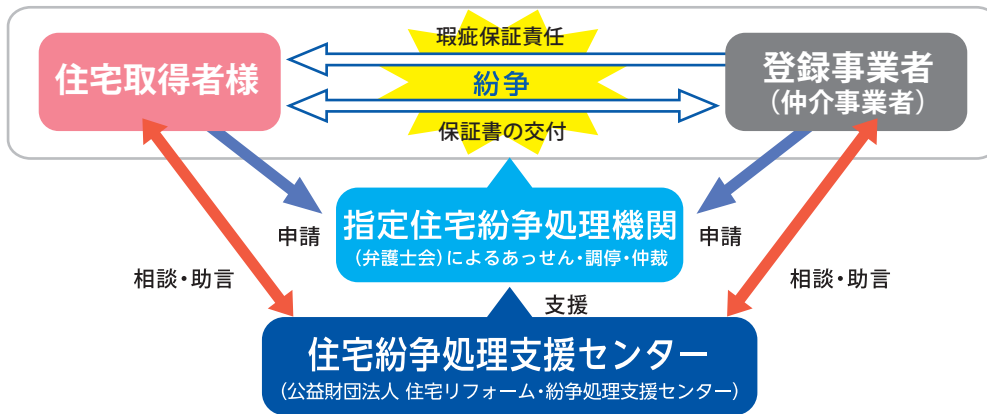 瑕疵保証責任
住宅取得者様
紛争
登録事業者
（仲介事業者）
保証書の交付
指定住宅紛争処理機関
（弁護士会）によるあっせん・調停・仲裁
申請
申請
相談・助言
相談・助言
支援
住宅紛争処理支援センター
（公益財団法人 住宅リフォーム・紛争処理支援センター）